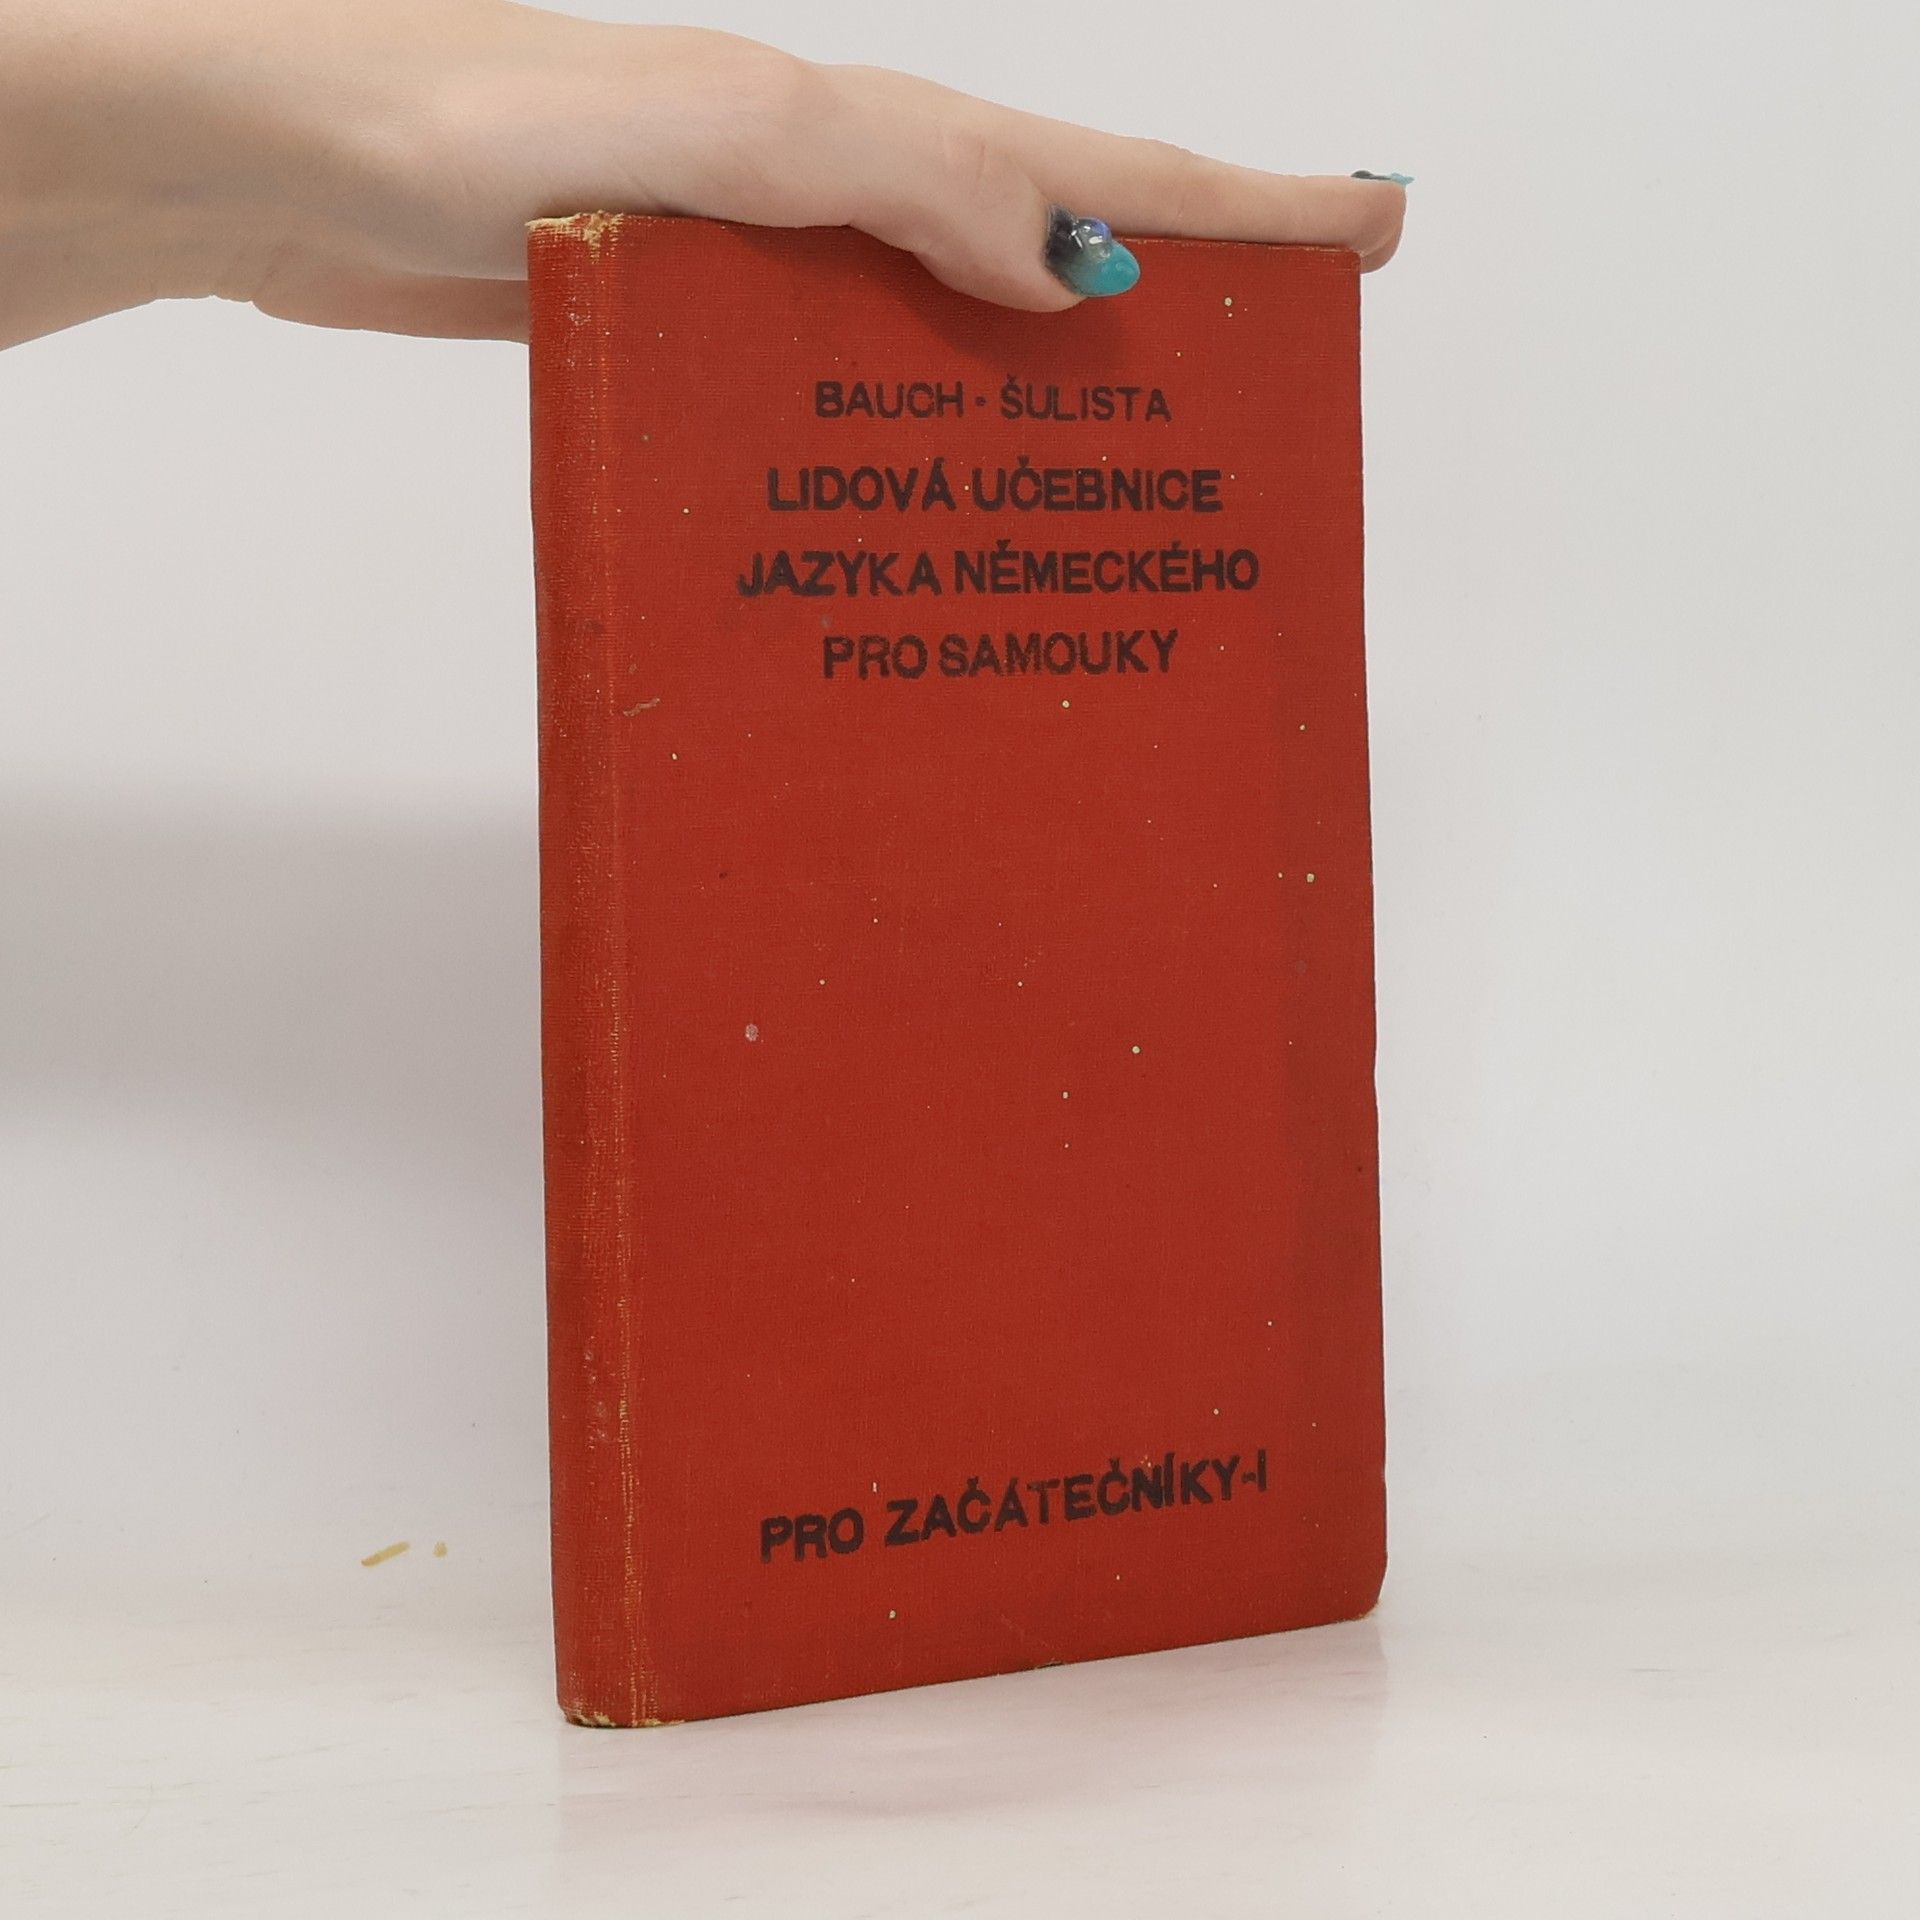 BAUCH · ŠULISTA
LIDOVÁ UČEBNICE
JAZYKA NĚMECKÉHO
PRO SAMOUKY
PRO ZAČÁTEČNÍKY-I